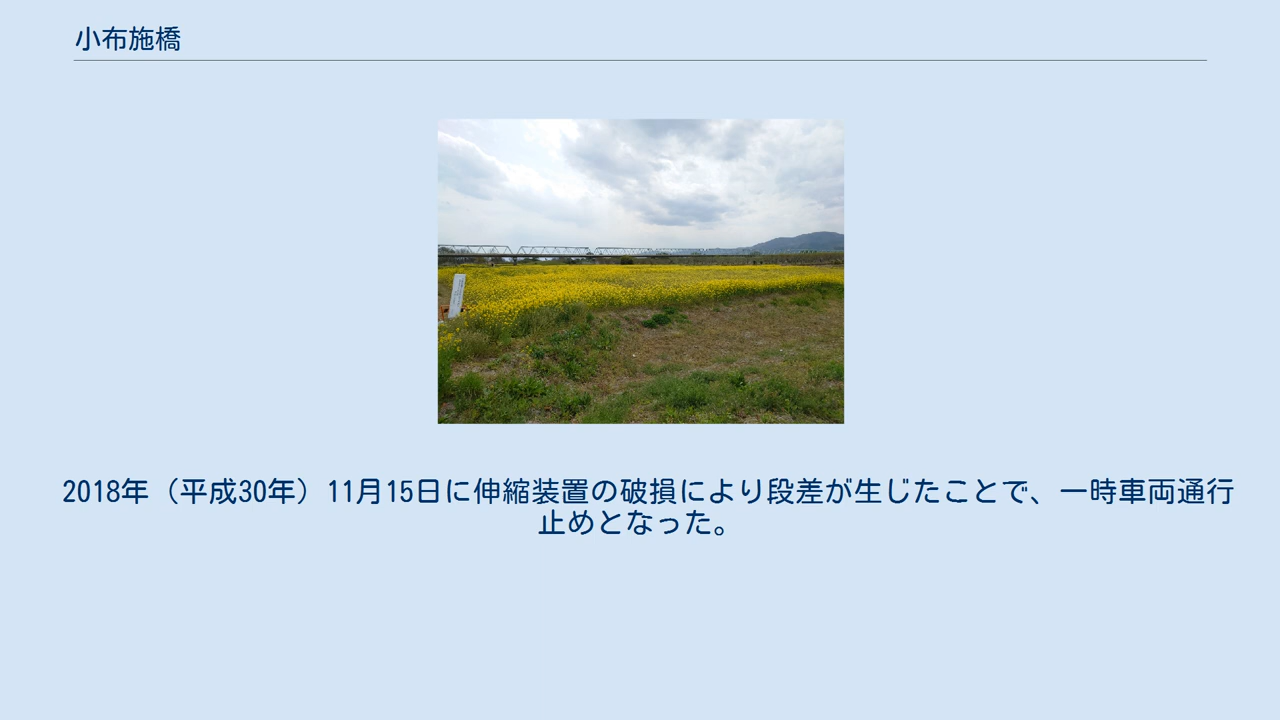 小布施橋
2018年（平成30年）11月15日に伸縮装置の破損により段差が生じたことで、一時車両通行
止めとなった。